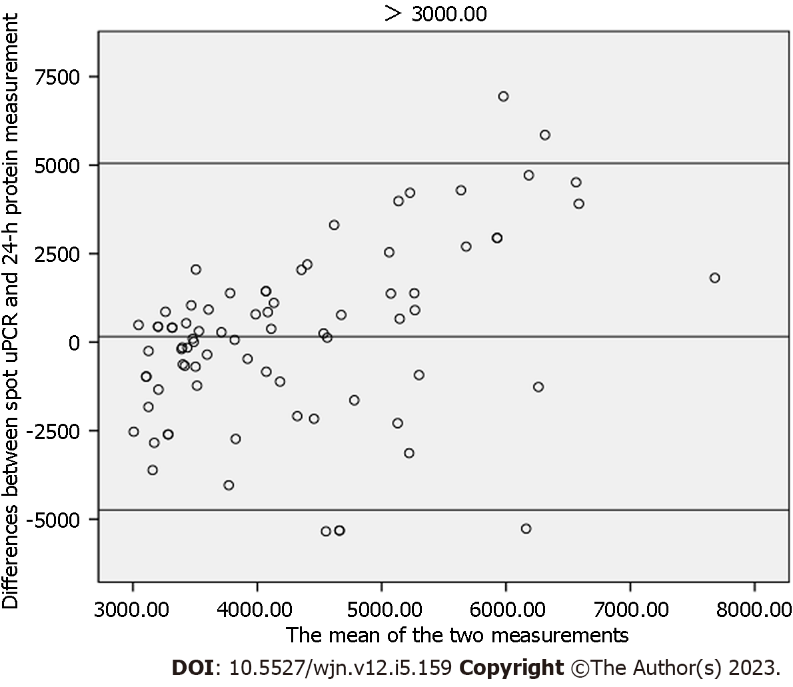 > 3000.00
Differences between spot uPCR and 24-h protein measurement
7500
5000
2500
0
-2500
-5000
3000.00 4000.00 5000.00 6000.00 7000.00 8000.00
The mean of the two measurements
DOI: 10.5527/wjn.v12.i5.159 Copyright ©The Author(s) 2023.